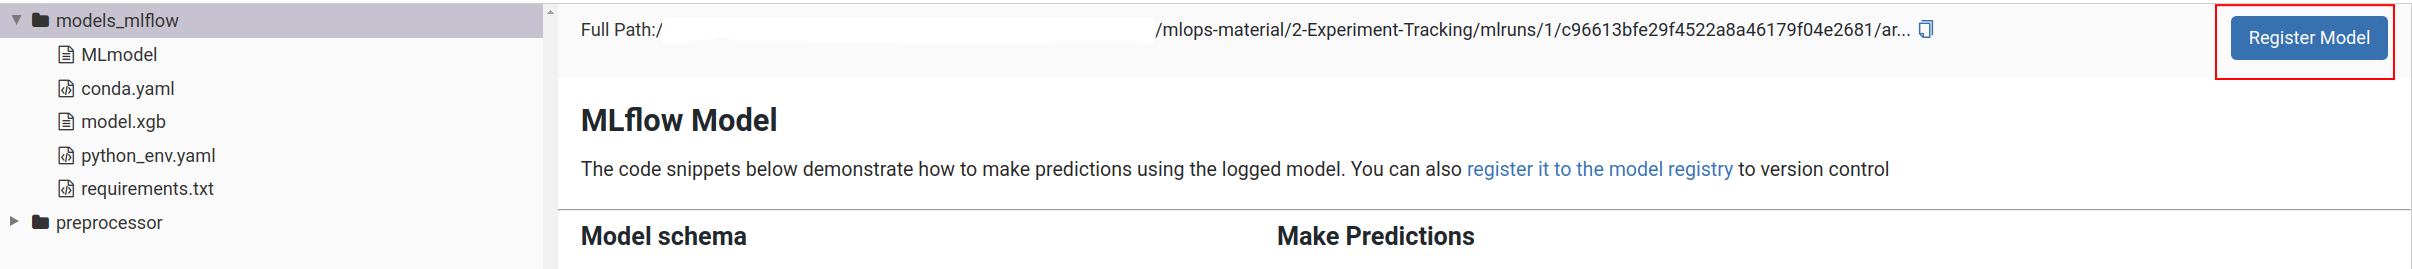 models_mlflow
MLmodel
conda.yaml
model.xgb
python_env.yaml
requirements.txt
preprocessor
Full Path:/ /mlops-material/2-Experiment-Tracking/mlruns/1/c96613bfe29f4522a8a46179f04e2681/ar...
Register Model
MLflow Model
The code snippets below demonstrate how to make predictions using the logged model. You can also register it to the model registry to version control
Model schema
Make Predictions